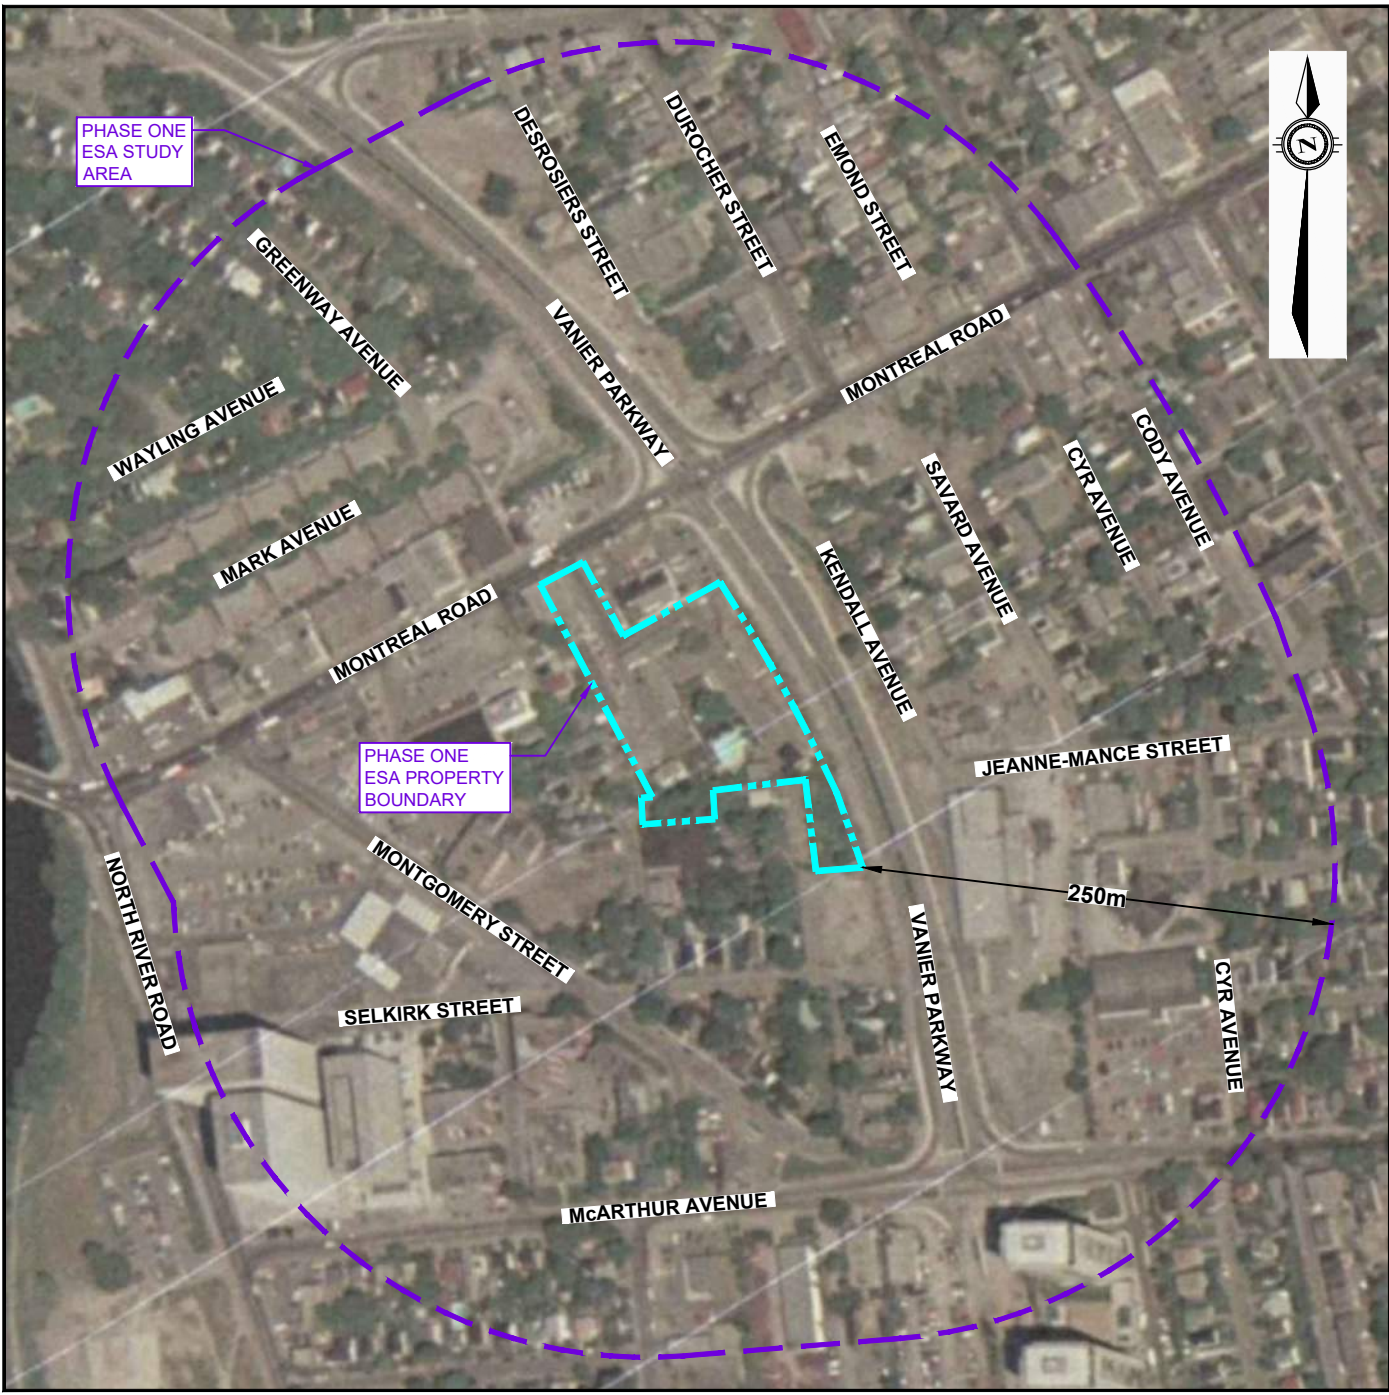 DESROSIERS STREET
DUROCHER STREET
EMOND STREET
PHASE ONE
ESA STUDY
AREA
N
GREENWAY AVENUE
VANIER PARKWAY
MONTREAL ROAD
WAYLING AVENUE
CODY AVENUE
CYR AVENUE
SAVARD AVENUE
MARK AVENUE
KENDALL AVENUE
MONTREAL ROAD
PHASE ONE
ESA PROPERTY
BOUNDARY
JEANNE-MANCE STREET
MONTGOMERY STREET
NORTH RIVER ROAD
250m
VANIER PARKWAY
CYR AVENUE
SELKIRK STREET
McARTHUR AVENUE